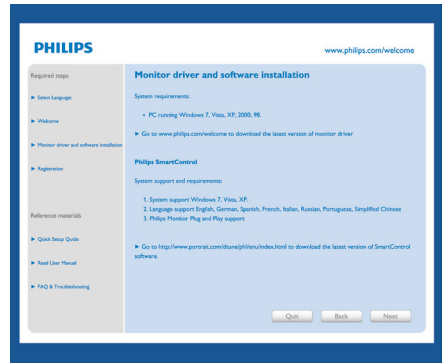 PHILIPS
www.philips.com/welcome
Required steps
► Select Language:
► Welcome
► Monitor driver and software installation
► Registration
Reference materials
► Quick Setup Guide
► Read User Manual
► FAQ & Troubleshooting
Monitor driver and software installation
System requirements:
• PC running Windows 7, Vista, XP, 2000, 98.
► Go to www.philips.com/welcome to download the latest version of monitor driver
Philips SmartControl
System support and requirements:
1. System support Windows 7, Vista, XP.
2. Language support English, German, Spanish, French, Italian, Russian, Portuguese, Simplified Chinese
3. Philips Monitor Plug and Play support
► Go to http://www.portrait.com/dtune/phl/enu/index.html to download the latest version of SmartControl
software.
Quit
Back
Next